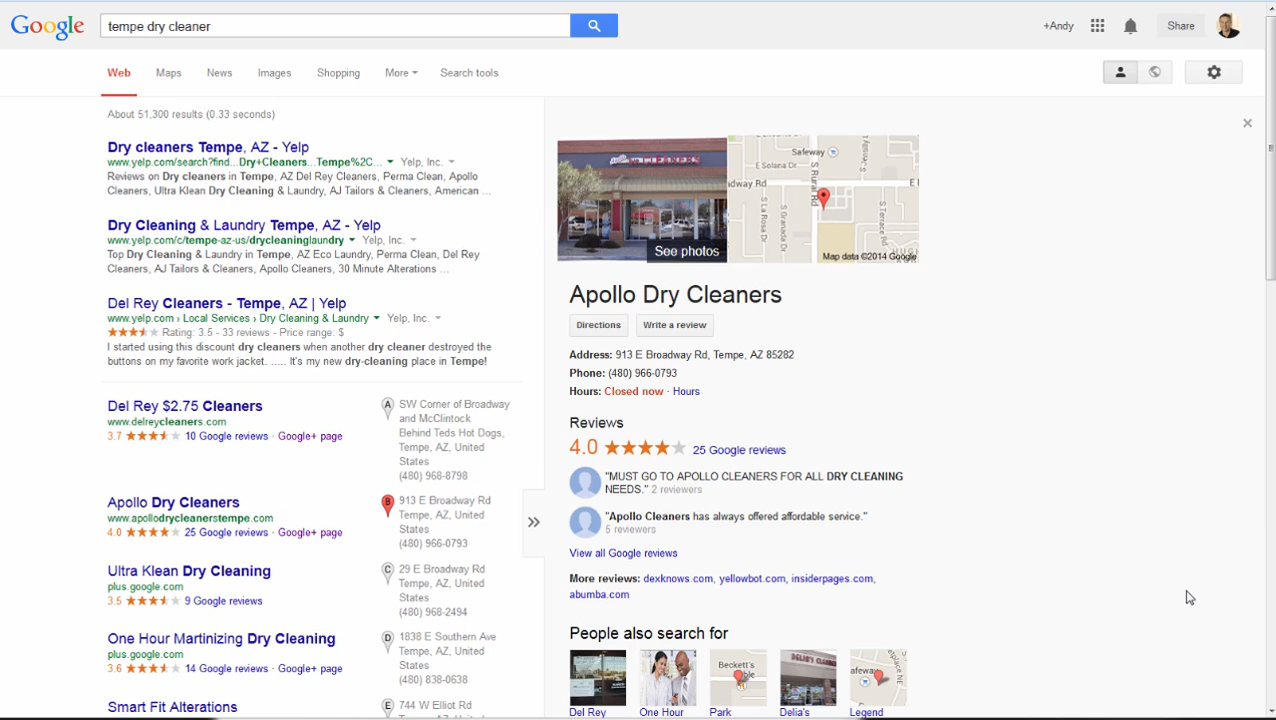 Google
tempe dry cleaner
+Andy
Share
Web
Maps
News
Images
Shopping
More
Search tools
About 51,300 results (0.33 seconds)
Dry cleaners Tempe, AZ - Yelp
www.yelp.com/search?find...Dry+Cleaners...Tempe%2C... Yelp, Inc.
Reviews on Dry cleaners in Tempe, AZ Del Rey Cleaners, Perma Clean, Apollo
Cleaners, Ultra Klean Dry Cleaning & Laundry, AJ Tailors & Cleaners, American ...
Dry Cleaning & Laundry Tempe, AZ - Yelp
www.yelp.com/c/tempe-az-us/drycleaninglaundry Yelp, Inc.
Top Dry Cleaning & Laundry in Tempe, AZ Eco Laundry, Perma Clean, Del Rey
Cleaners, AJ Tailors & Cleaners, Apollo Cleaners, 30 Minute Alterations ...
Del Rey Cleaners - Tempe, AZ | Yelp
www.yelp.com › Local Services › Dry Cleaning & Laundry Yelp, Inc.
Rating: 3.5 - 33 reviews - Price range: $
I started using this discount dry cleaners when another dry cleaner destroyed the
buttons on my favorite work jacket. ..... It's my new dry-cleaning place in Tempe!
Del Rey $2.75 Cleaners
www.delreycleaners.com
3.7 10 Google reviews · Google+ page
A
SW Corner of Broadway
and McClintock
Behind Teds Hot Dogs,
Tempe, AZ, United
States
(480) 968-8798
Apollo Dry Cleaners
www.apollodrycleanerstempe.com
4.0 25 Google reviews · Google+ page
B
913 E Broadway Rd
Tempe, AZ, United
States
(480) 966-0793
Ultra Klean Dry Cleaning
plus.google.com
3.5 9 Google reviews
C
29 E Broadway Rd
Tempe, AZ, United
States
(480) 968-2494
One Hour Martinizing Dry Cleaning
plus.google.com
3.6 14 Google reviews · Google+ page
D
1838 E Southern Ave
Tempe, AZ, United
States
(480) 838-0638
Smart Fit Alterations
E
744 W Elliot Rd
CLEANERS
See photos
Safeway
E Solana Dr
dway Rd
E
S Rural Rd
S La Rosa Dr
S Granada Dr
S Terrace Rd
Map data ©2014 Google
Apollo Dry Cleaners
Directions
Write a review
Address: 913 E Broadway Rd, Tempe, AZ 85282
Phone: (480) 966-0793
Hours: Closed now · Hours
Reviews
4.0 25 Google reviews
"MUST GO TO APOLLO CLEANERS FOR ALL DRY CLEANING
NEEDS." 2 reviewers
"Apollo Cleaners has always offered affordable service."
5 reviewers
View all Google reviews
More reviews: dexknows.com, yellowbot.com, insiderpages.com,
abumba.com
People also search for
Beckett's
Del Rey
One Hour
Park
Delia's
Legend